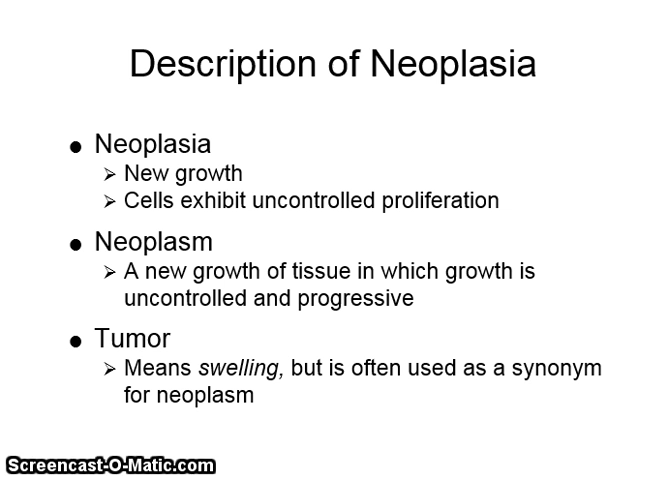 Description of Neoplasia
● Neoplasia
➢ New growth
➢ Cells exhibit uncontrolled proliferation
● Neoplasm
➢ A new growth of tissue in which growth is
uncontrolled and progressive
● Tumor
➢ Means swelling, but is often used as a synonym
for neoplasm
Screencast-O-Matic.com